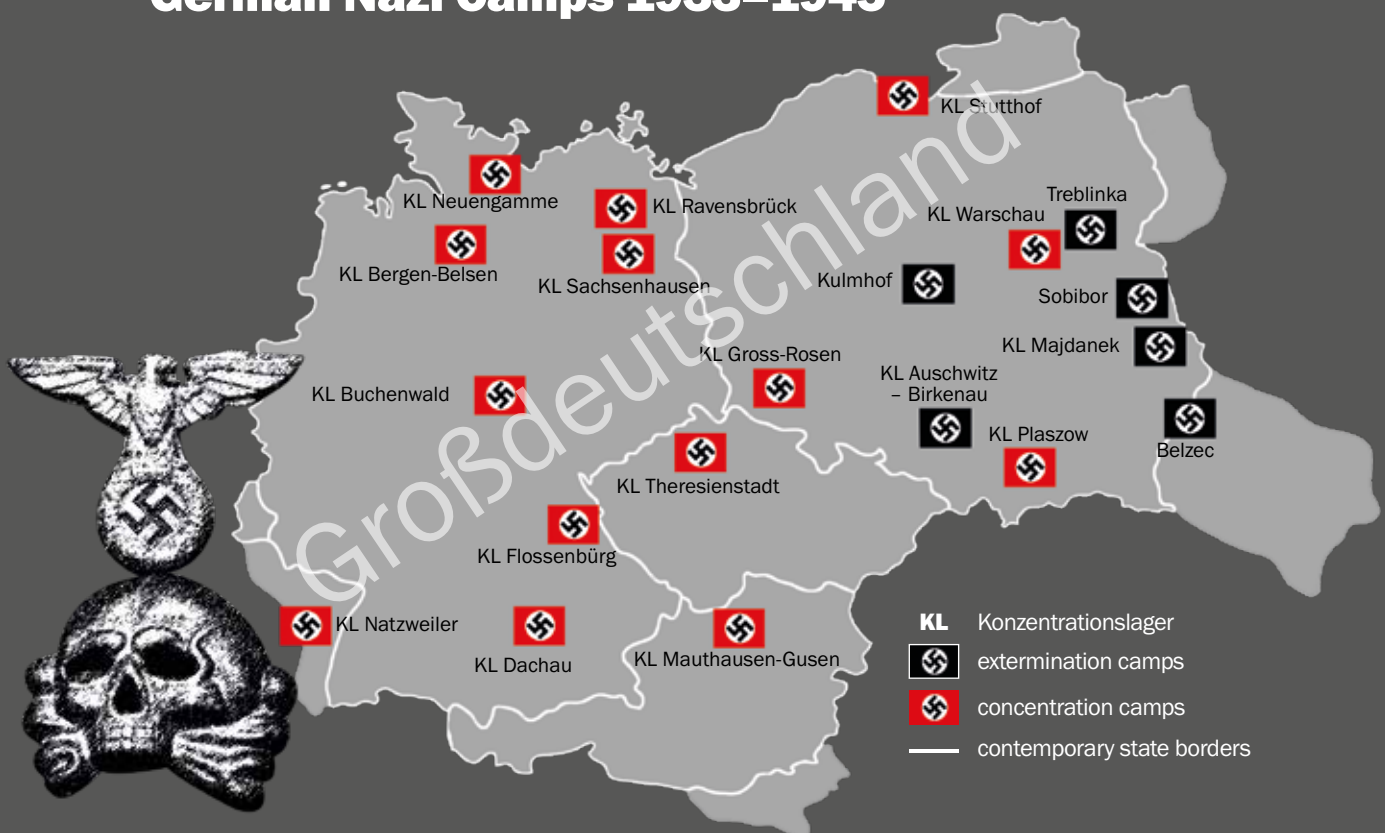 German Nazi Camps 1933–1945
KL Stutthof
KL Neuengamme
KL Ravensbrück
Treblinka
KL Warschau
KL Bergen-Belsen
KL Sachsenhausen
Kulmhof
Sobibor
KL Majdanek
KL Gross-Rosen
KL Buchenwald
KL Auschwitz
– Birkenau
KL Plaszow
Belzec
KL Theresienstadt
KL Flossenbürg
Großdeutschland
KL Natzweiler
KL Dachau
KL Mauthausen-Gusen
KL Konzentrationslager
extermination camps
concentration camps
contemporary state borders